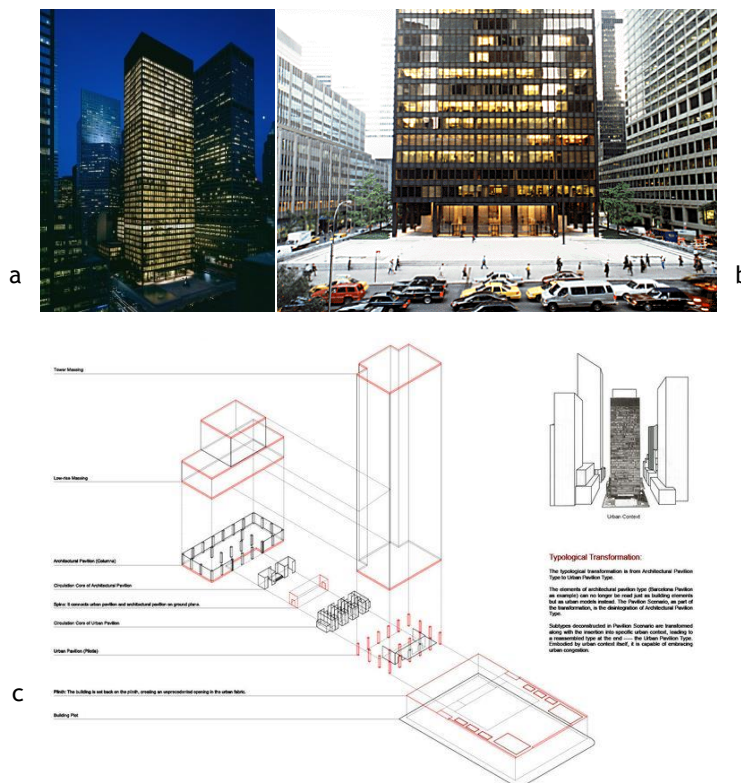 a
b
Tower Massing
Low-rise Massing
Urban Context
Architectural Pavilion (Columns)
Circulation Core of Architectural Pavilion
Spine: It connects urban pavilion and architectural pavilion on ground plane.
Circulation Core of Urban Pavilion
Urban Pavilion (Pilotis)
Typological Transformation:
The typological transformation is from Architectural Pavilion
Type to Urban Pavilion Type.
The elements of architectural pavilion type (Barcelona Pavilion
as example) can no longer be read just as building elements
but as urban models instead. The Pavilion Scenario, as part of
the transformation, is the disintegration of Architectural Pavilion
Type.
Subtypes deconstructed in Pavilion Scenario are transformed
along with the insertion into specific urban context, leading to
a reassembled type at the end ---- the Urban Pavilion Type.
Embodied by urban context itself, it is capable of embracing
urban congestion.
c
Plinth: The building is set back on the plinth, creating an unprecedented opening in the urban fabric.
Building Plot